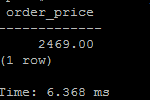 order_price
-------------
2469.00
(1 row)
Time: 6.368 ms